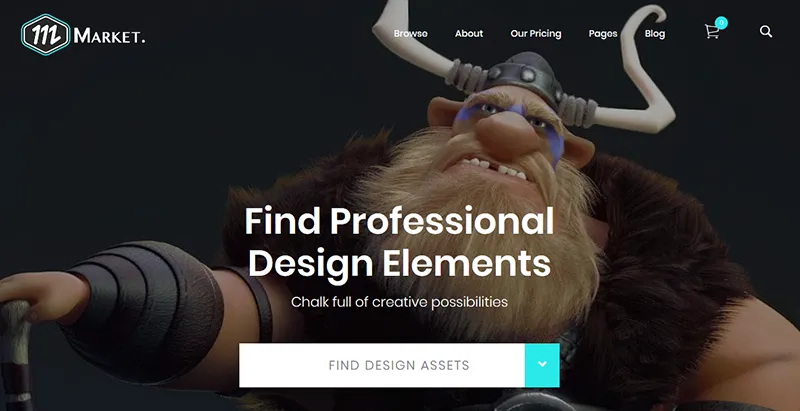 m MARKET.
Browse About Our Pricing Pages Blog 0
Find Professional
Design Elements
Chalk full of creative possibilities
FIND DESIGN ASSETS